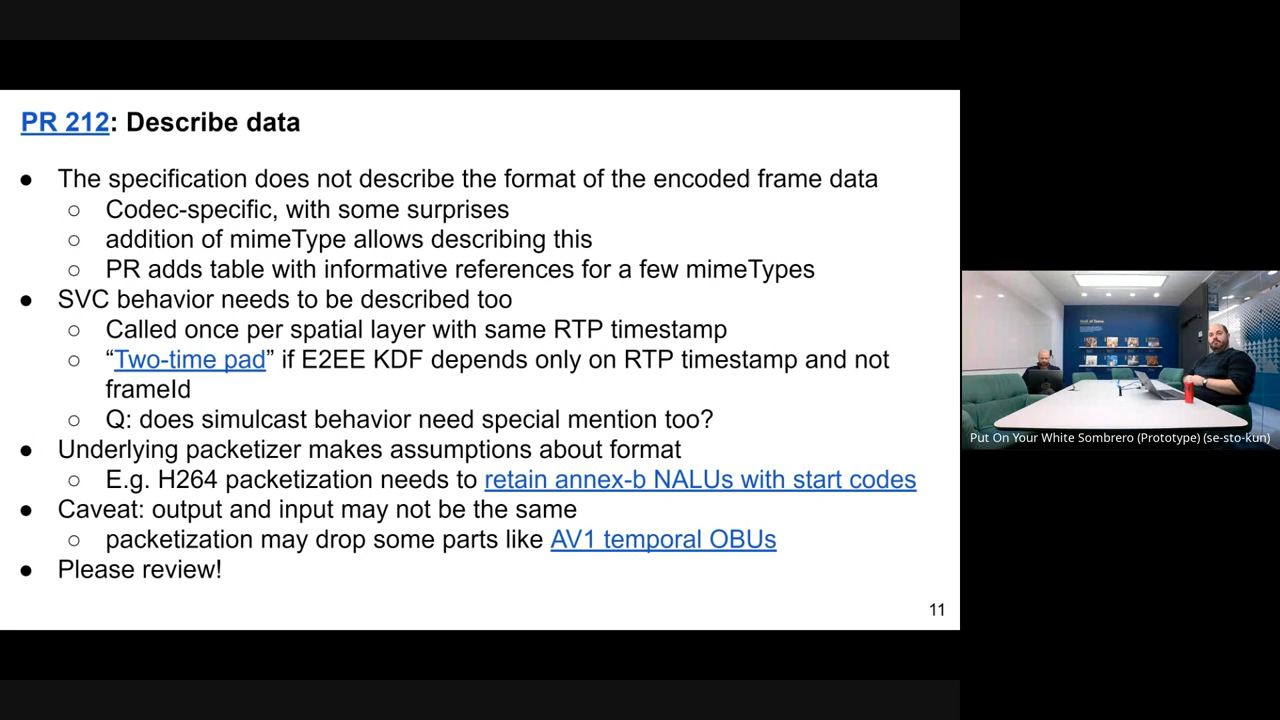 PR 212: Describe data
● The specification does not describe the format of the encoded frame data
○ Codec-specific, with some surprises
○ addition of mimeType allows describing this
○ PR adds table with informative references for a few mimeTypes
● SVC behavior needs to be described too
○ Called once per spatial layer with same RTP timestamp
○ “Two-time pad” if E2EE KDF depends only on RTP timestamp and not
frameId
○ Q: does simulcast behavior need special mention too?
● Underlying packetizer makes assumptions about format
○ E.g. H264 packetization needs to retain annex-b NALUs with start codes
● Caveat: output and input may not be the same
○ packetization may drop some parts like AV1 temporal OBUs
● Please review!
11
Put On Your White Sombrero (Prototype) (se-sto-kun)